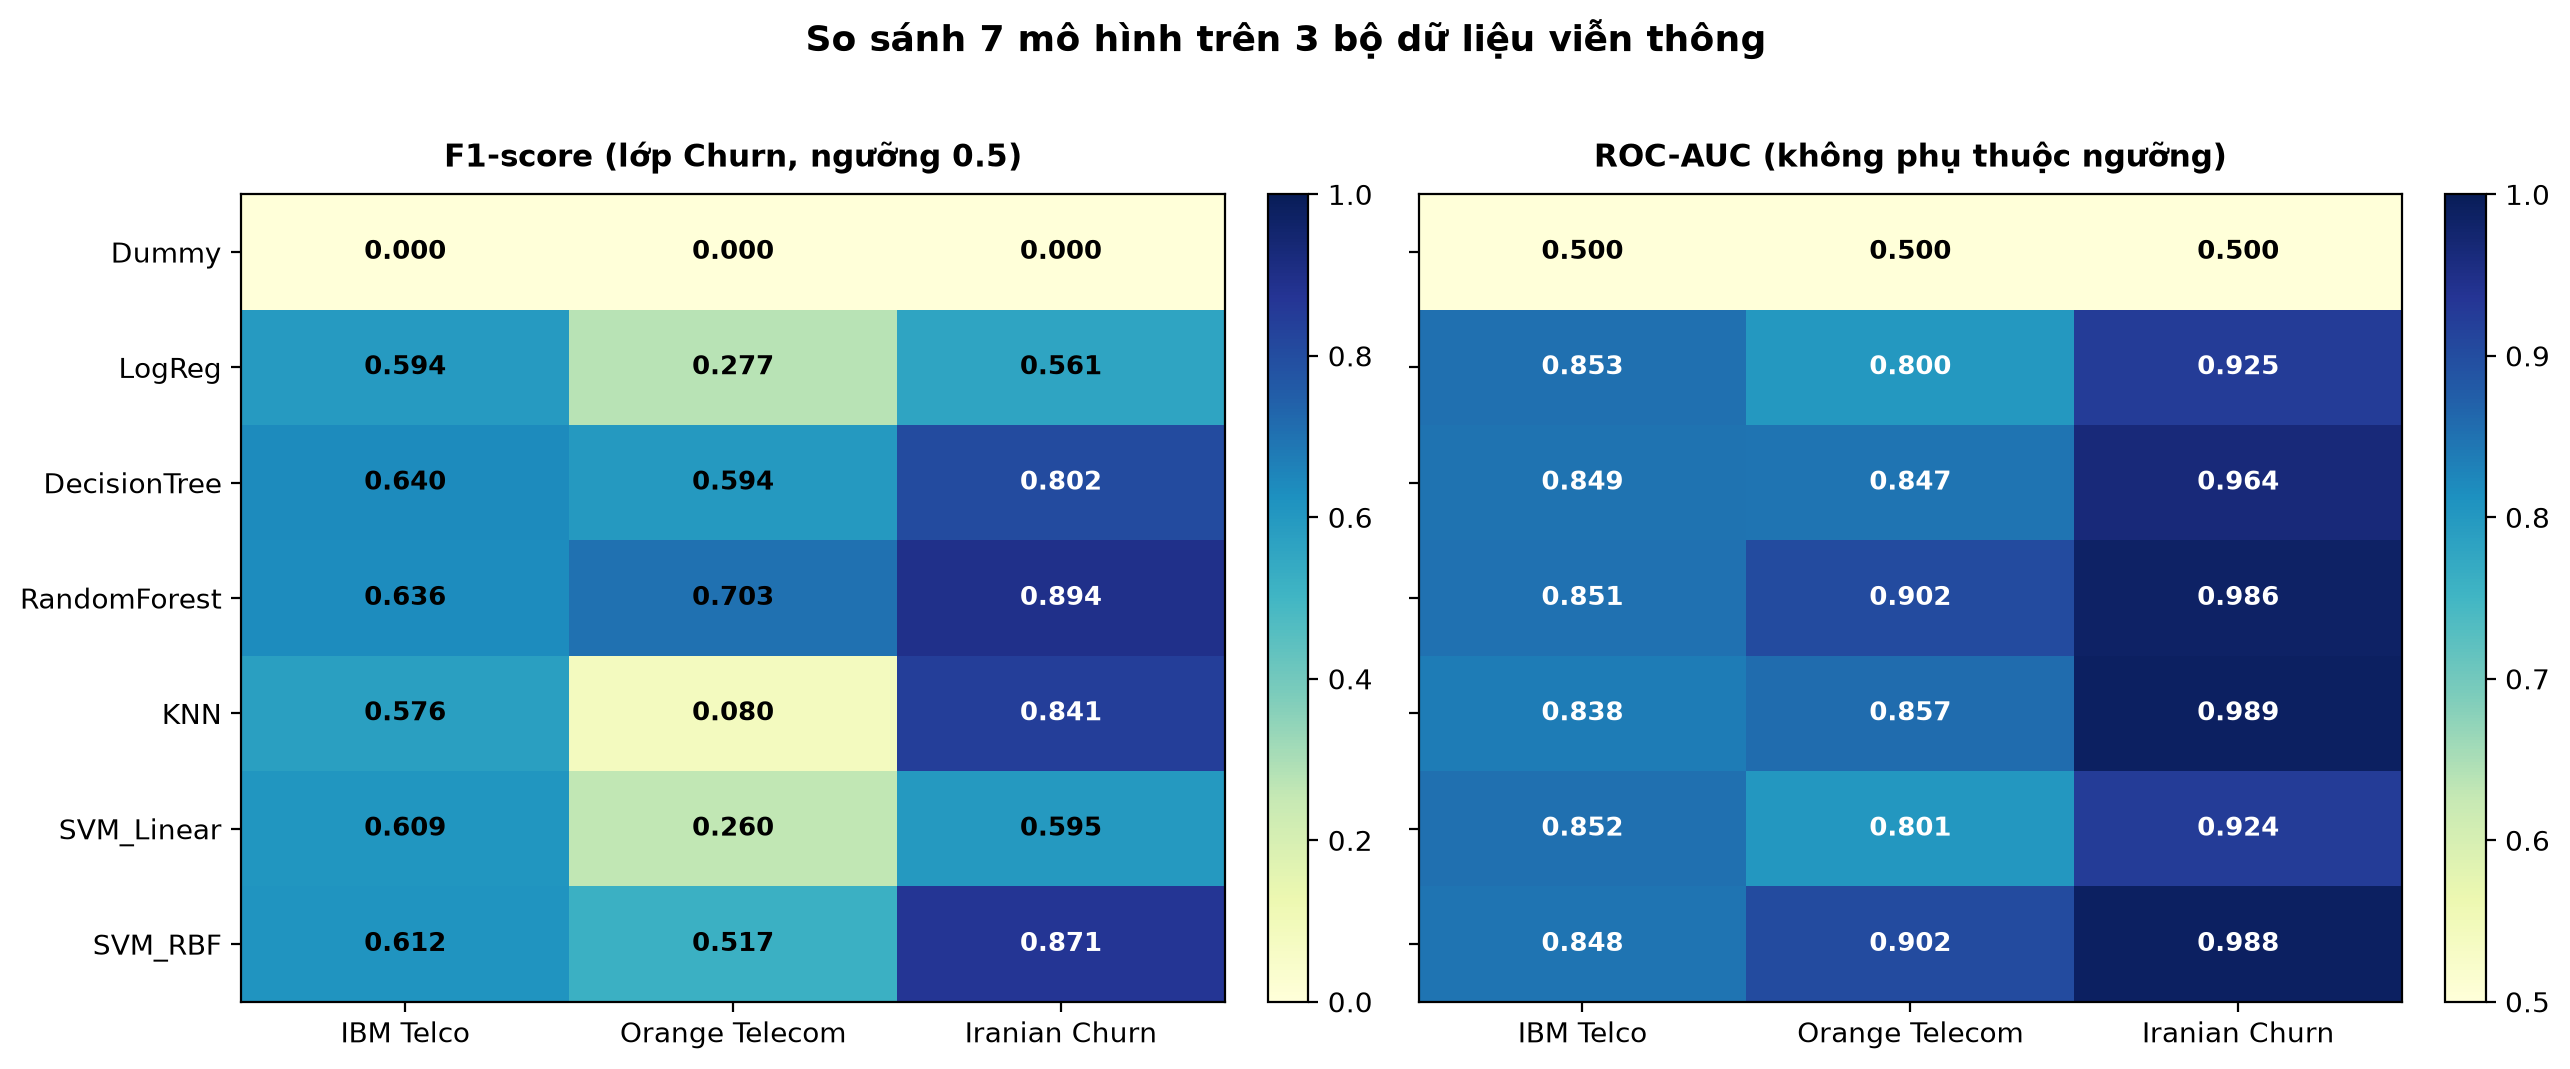 So sánh 7 mô hình trên 3 bộ dữ liệu viễn thông
F1-score (lớp Churn, ngưỡng 0.5)
Dummy 0.000 0.000 0.000
LogReg 0.594 0.277 0.561
DecisionTree 0.640 0.594 0.802
RandomForest 0.636 0.703 0.894
KNN 0.576 0.080 0.841
SVM_Linear 0.609 0.260 0.595
SVM_RBF 0.612 0.517 0.871
IBM Telco Orange Telecom Iranian Churn
1.0
0.8
0.6
0.4
0.2
0.0
ROC-AUC (không phụ thuộc ngưỡng)
0.500 0.500 0.500
0.853 0.800 0.925
0.849 0.847 0.964
0.851 0.902 0.986
0.838 0.857 0.989
0.852 0.801 0.924
0.848 0.902 0.988
IBM Telco Orange Telecom Iranian Churn
1.0
0.9
0.8
0.7
0.6
0.5